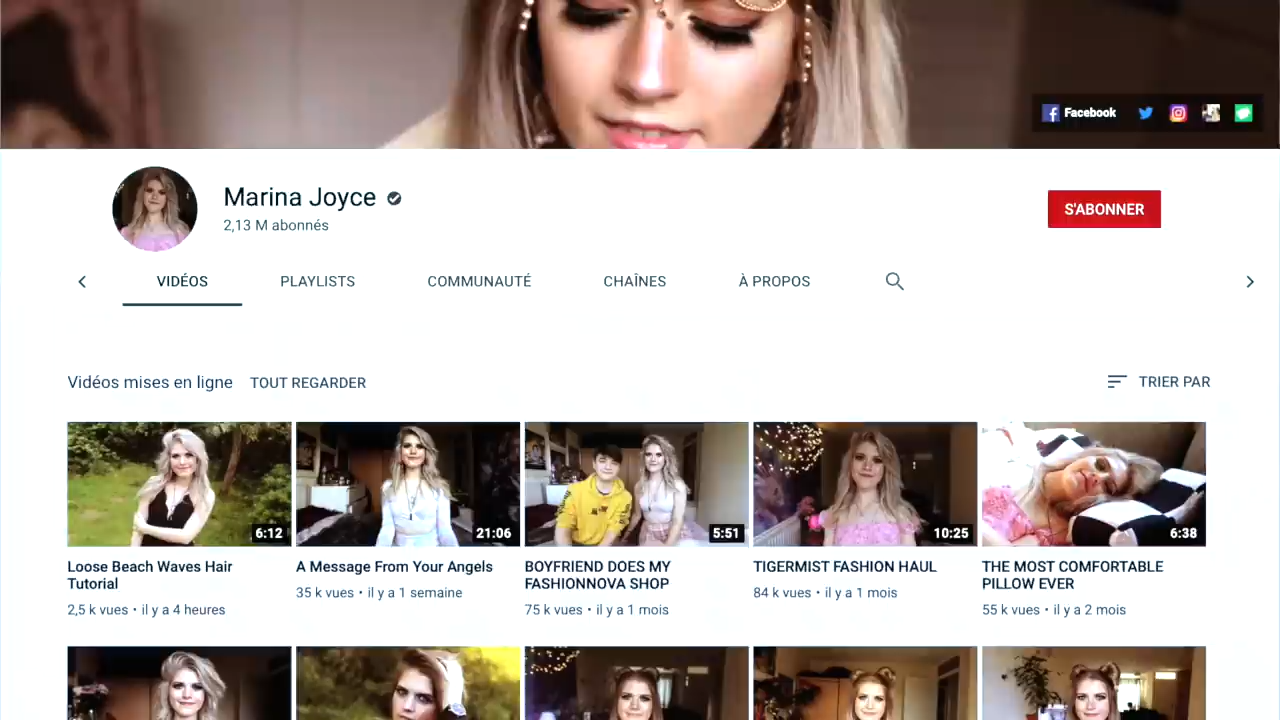 Facebook
Marina Joyce
2,13 M abonnés
S'ABONNER
VIDÉOS
PLAYLISTS
COMMUNAUTÉ
CHAÎNES
À PROPOS
Vidéos mises en ligne
TOUT REGARDER
TRIER PAR
6:12
21:06
5:51
10:25
6:38
Loose Beach Waves Hair
Tutorial
2,5 k vues • il y a 4 heures
A Message From Your Angels
35 k vues • il y a 1 semaine
BOYFRIEND DOES MY
FASHIONNOVA SHOP
75 k vues • il y a 1 mois
TIGERMIST FASHION HAUL
84 k vues • il y a 1 mois
THE MOST COMFORTABLE
PILLOW EVER
55 k vues • il y a 2 mois